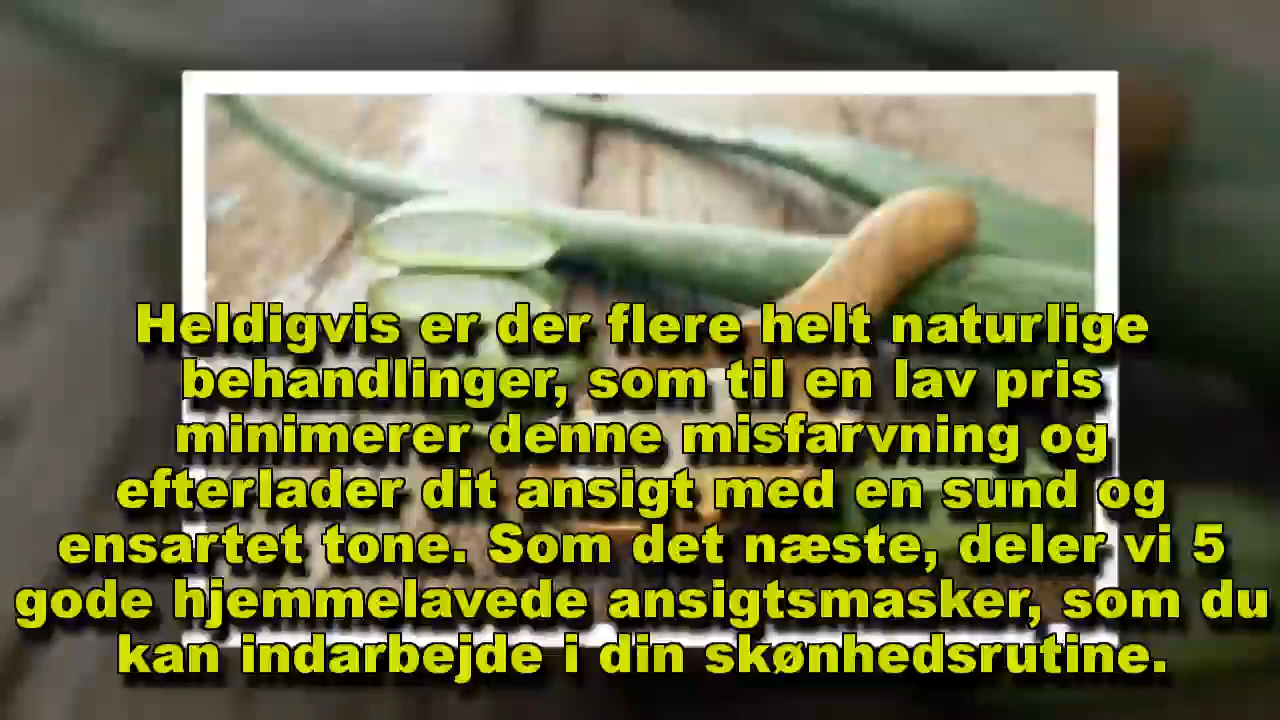 Heldigvis er der flere helt naturlige
behandlinger, som til en lav pris
minimerer denne misfarvning og
efterlader dit ansigt med en sund og
ensartet tone. Som det næste, deler vi 5
gode hjemmelavede ansigtsmasker, som du
kan indarbejde i din skønhedsrutine.